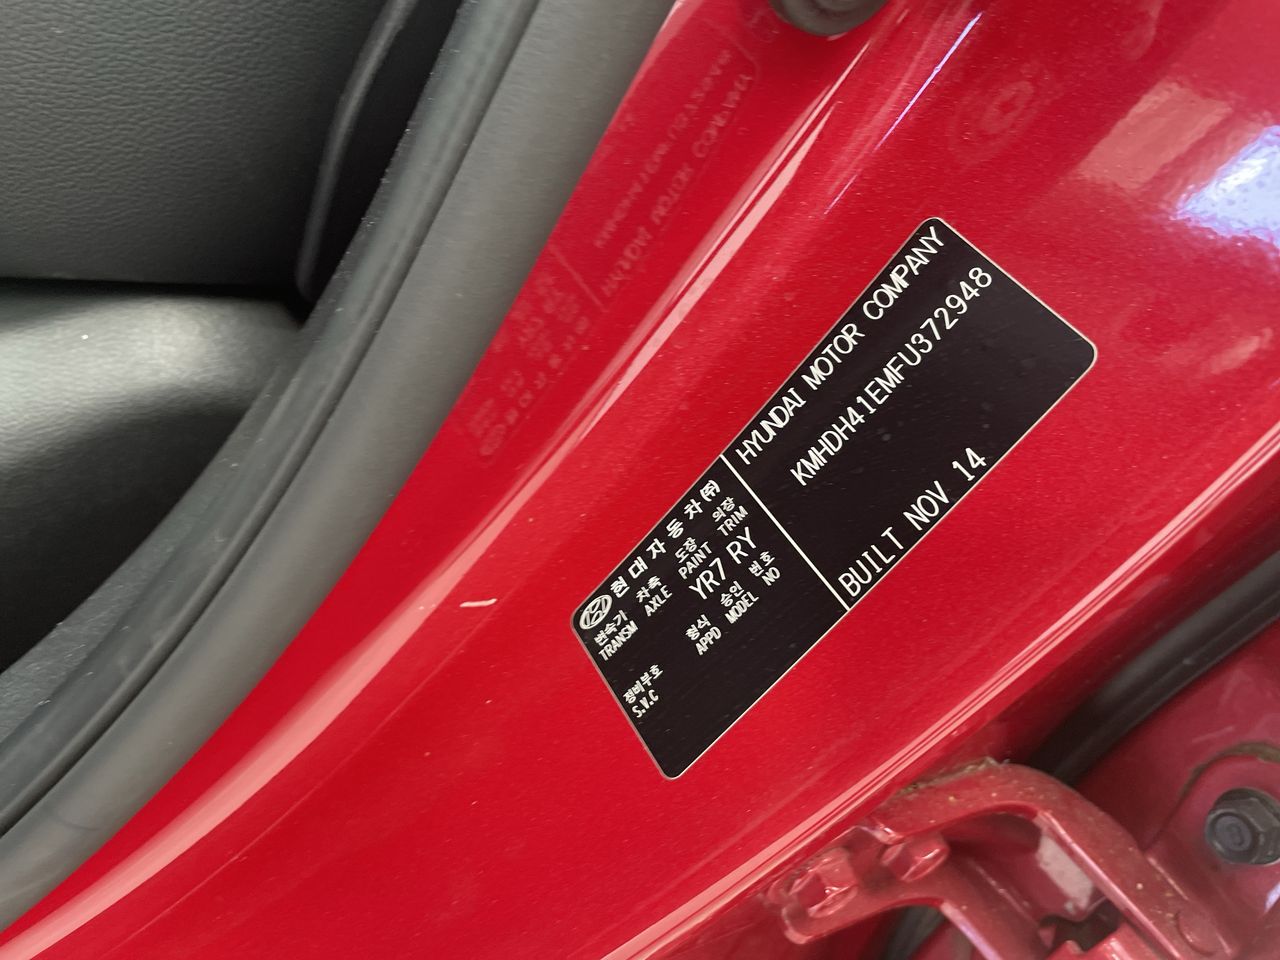 현대자동차(주)
변속기 차축 도장 의장
TRANSM AXLE PAINT TRIM
YR7 RY
형식 승인 번호
APPD MODEL NO
정비부호
S.V.C
HYUNDAI MOTOR COMPANY
KMHDH41EMFU372948
BUILT NOV 14